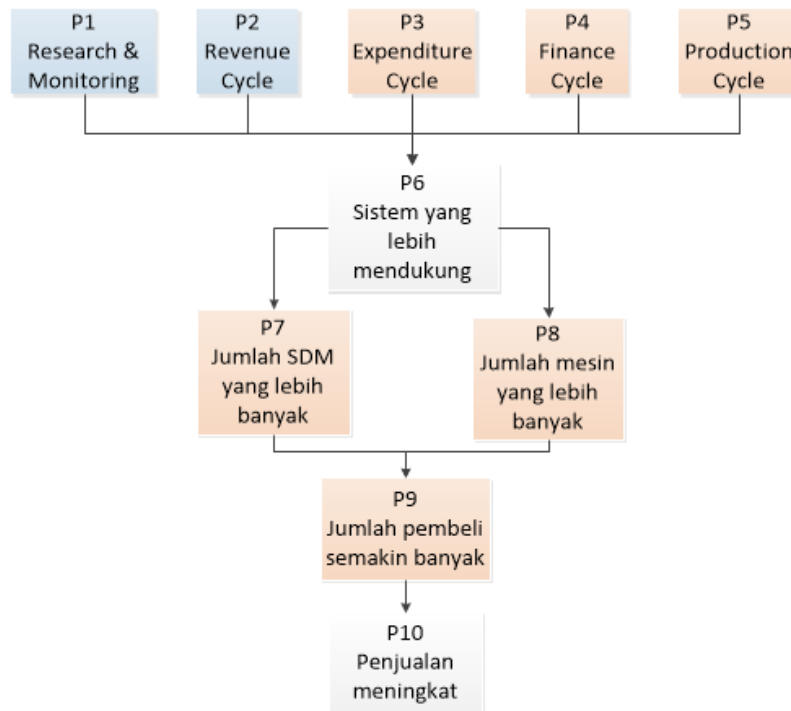 P1
Research &
Monitoring
P2
Revenue
Cycle
P3
Expenditure
Cycle
P4
Finance
Cycle
P5
Production
Cycle
P6
Sistem yang
lebih
mendukung
P7
Jumlah SDM
yang lebih
banyak
P8
Jumlah mesin
yang lebih
banyak
P9
Jumlah pembeli
semakin banyak
P10
Penjualan
meningkat